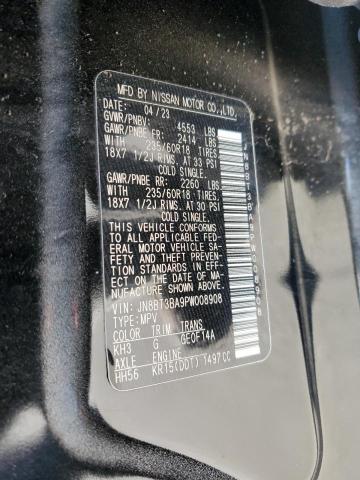 MFD BY NISSAN MOTOR CO.,LTD.
DATE: 04/23
GVWR/PNBV: 4553 LBS
GAWR/PNBE FR: 2414 LBS
WITH 235/60R18 TIRES
18X7 1/2J RIMS, AT 33 PSI
COLD SINGLE.
GAWR/PNBE RR: 2260 LBS
WITH 235/60R18 TIRES
18X7 1/2J RIMS, AT 30 PSI
COLD SINGLE.
THIS VEHICLE CONFORMS
TO ALL APPLICABLE FED-
ERAL MOTOR VEHICLE SAF-
ETY AND THEFT PREVENTION
STANDARDS IN EFF-
ECT ON THE DATE OF MA-
NUFACTURE SHOWN ABOVE.
VIN: JN8BT3BA9PW008908
TYPE: MPV
COLOR TRIM TRANS
KH3 G GE0F14A
AXLE ENGINE
HH56 KR15(DDT) 1497CC
JN8BT3BA9PW008908